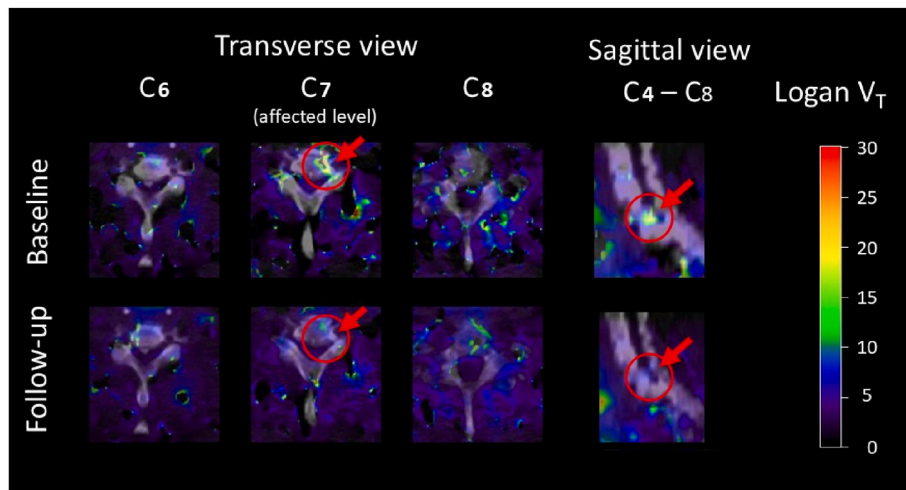 Transverse view
Sagittal view
C6
C7
C8
C4 – C8
Logan VT
(affected level)
Baseline
Follow-up
30
25
20
15
10
5
0